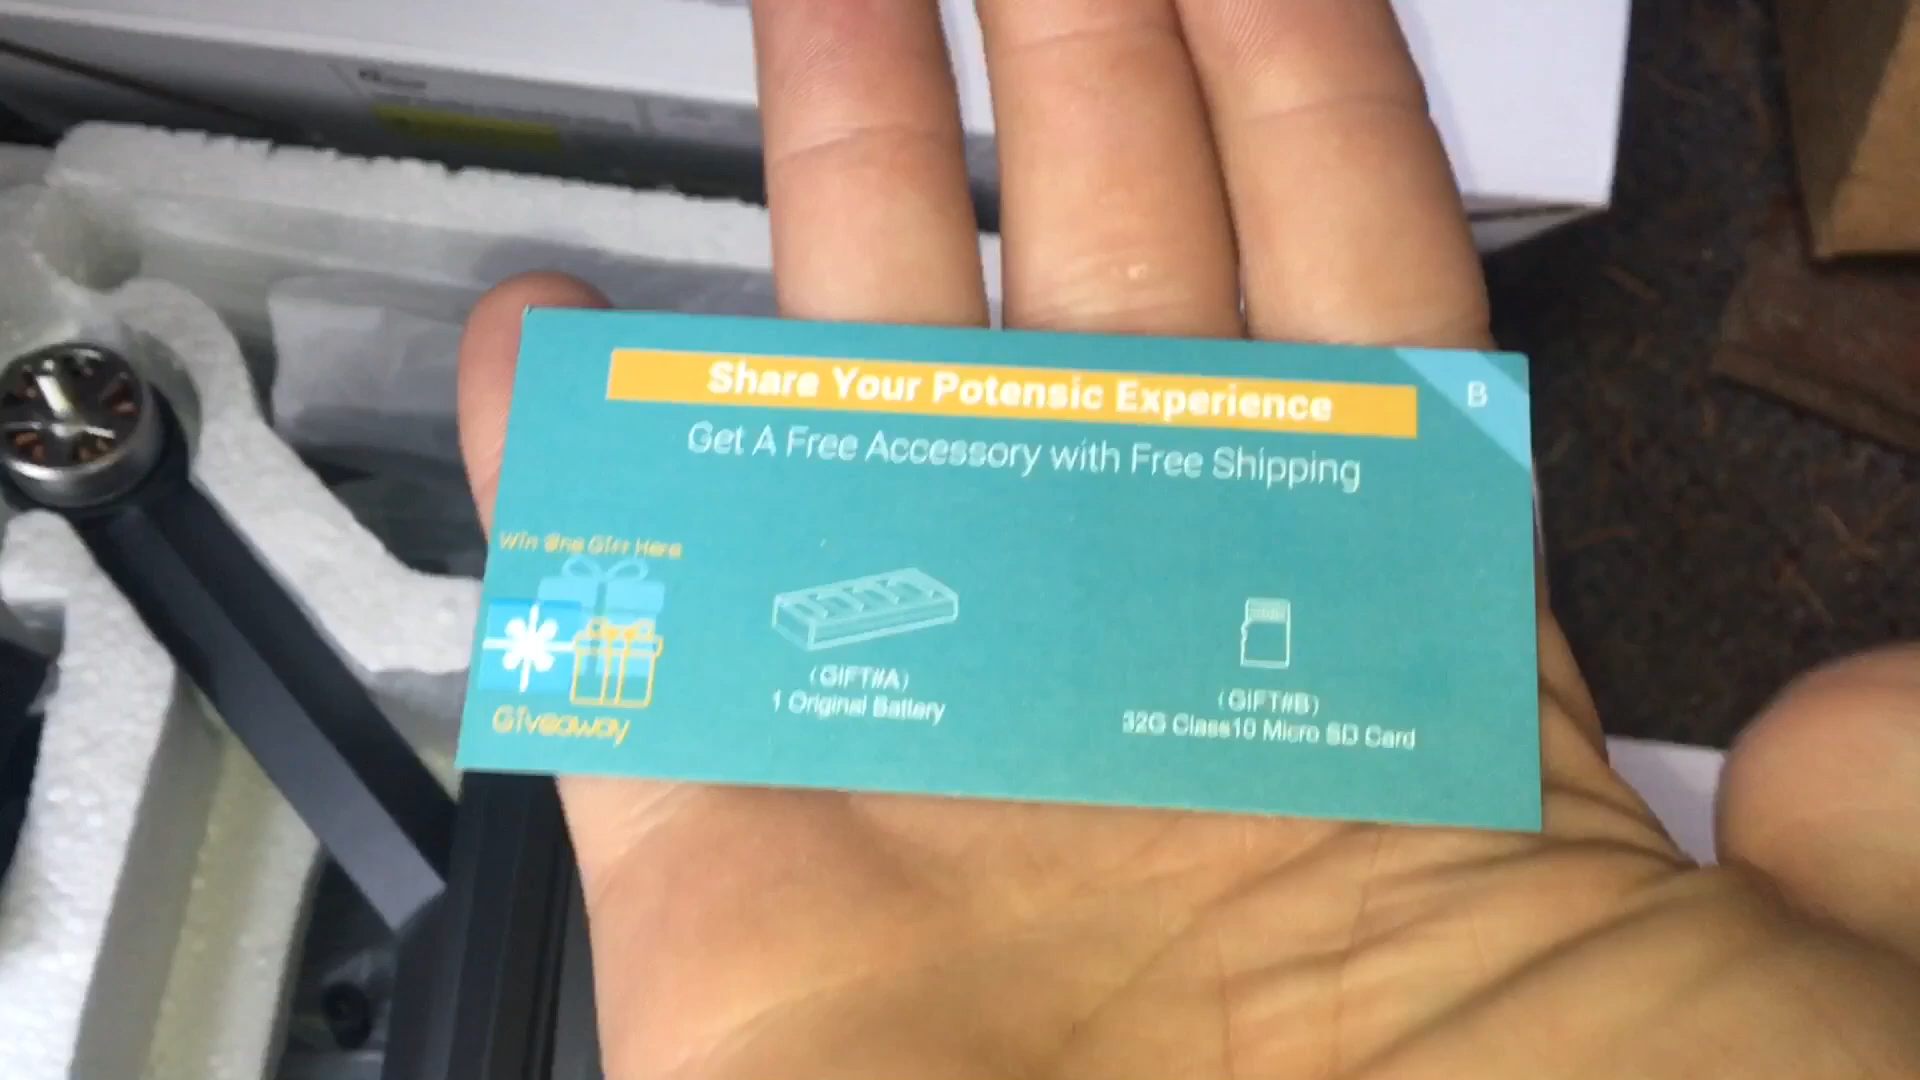 Share Your Potensic Experience
B
Get A Free Accessory with Free Shipping
Win One Gift Here
Giveaway
(GIFT#A)
1 Original Battery
(GIFT#B)
32G Class10 Micro SD Card